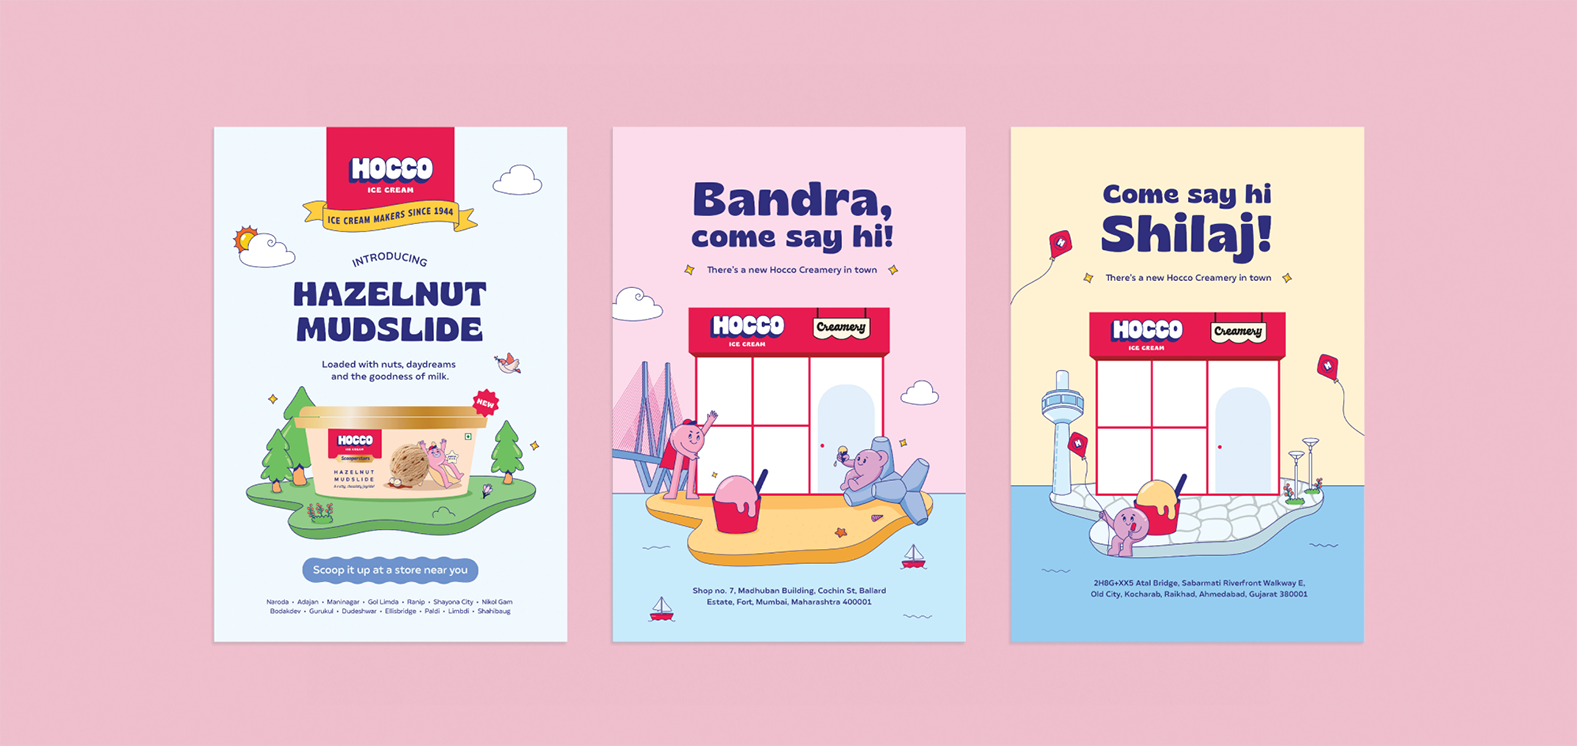 HOCCO
ICE CREAM
ICE CREAM MAKERS SINCE 1944
INTRODUCING
HAZELNUT
MUDSLIDE
Loaded with nuts, daydreams
and the goodness of milk.
NEW
HOCCO
ICE CREAM
HAZELNUT
MUDSLIDE
Scoop it up at a store near you
Naroda • Adajan • Maninagar • Gol Limda • Ranip • Shayona City • Nikol Gam
Bodakdev • Gurukul • Dudeshwar • Ellisbridge • Paldi • Limbdi • Shahibaug
Bandra,
come say hi!
There's a new Hocco Creamery in town
HOCCO
ICE CREAM
Creamery
Shop no. 7, Madhuban Building, Cochin St, Ballard
Estate, Fort, Mumbai, Maharashtra 400001
Come say hi
Shilaj!
There's a new Hocco Creamery in town
HOCCO
ICE CREAM
Creamery
2H8G+XX5 Atal Bridge, Sabarmati Riverfront Walkway E,
Old City, Kocharab, Raikhad, Ahmedabad, Gujarat 380001